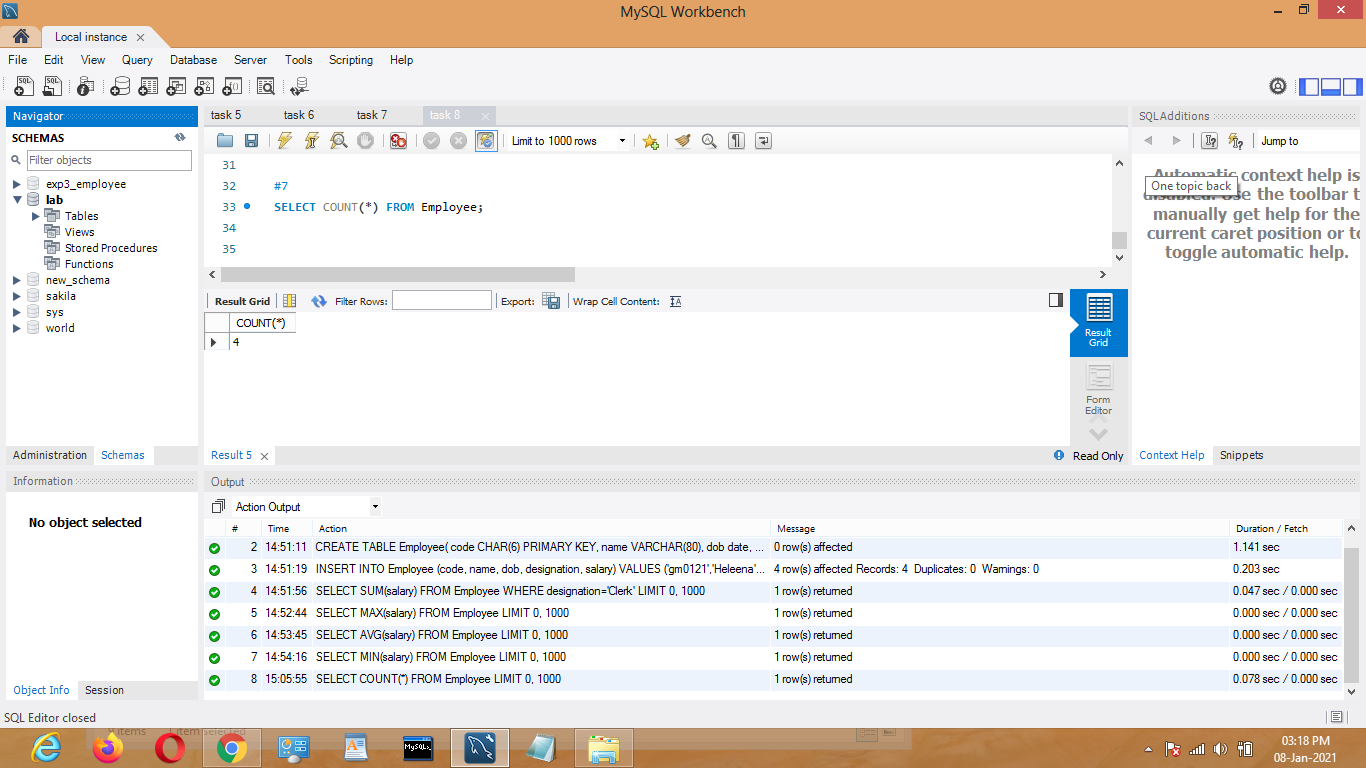 MySQL Workbench
Local instance
File Edit View Query Database Server Tools Scripting Help
Navigator
SCHEMAS
Filter objects
exp3_employee
lab
Tables
Views
Stored Procedures
Functions
new_schema
sakila
sys
world
Administration Schemas
Information
No object selected
Object Info Session
task 5 task 6 task 7 task 8
Limit to 1000 rows
31
32 #7
33 SELECT COUNT(*) FROM Employee;
34
35
Result Grid Filter Rows: Export: Wrap Cell Content:
COUNT(*)
4
Result Grid
Form Editor
Result 5
Read Only
SQLAdditions
Jump to
Automatic context help is
One topic back
disabled. Use the toolbar t
manually get help for the
current caret position or to
toggle automatic help.
Context Help Snippets
Output
Action Output
# Time Action Message Duration / Fetch
2 14:51:11 CREATE TABLE Employee( code CHAR(6) PRIMARY KEY, name VARCHAR(80), dob date, ... 0 row(s) affected 1.141 sec
3 14:51:19 INSERT INTO Employee (code, name, dob, designation, salary) VALUES ('gm0121','Heleena'... 4 row(s) affected Records: 4 Duplicates: 0 Warnings: 0 0.203 sec
4 14:51:56 SELECT SUM(salary) FROM Employee WHERE designation='Clerk' LIMIT 0, 1000 1 row(s) returned 0.047 sec / 0.000 sec
5 14:52:44 SELECT MAX(salary) FROM Employee LIMIT 0, 1000 1 row(s) returned 0.000 sec / 0.000 sec
6 14:53:45 SELECT AVG(salary) FROM Employee LIMIT 0, 1000 1 row(s) returned 0.000 sec / 0.000 sec
7 14:54:16 SELECT MIN(salary) FROM Employee LIMIT 0, 1000 1 row(s) returned 0.000 sec / 0.000 sec
8 15:05:55 SELECT COUNT(*) FROM Employee LIMIT 0, 1000 1 row(s) returned 0.078 sec / 0.000 sec
SQL Editor closed
items 1 item selected
03:18 PM
08-Jan-2021